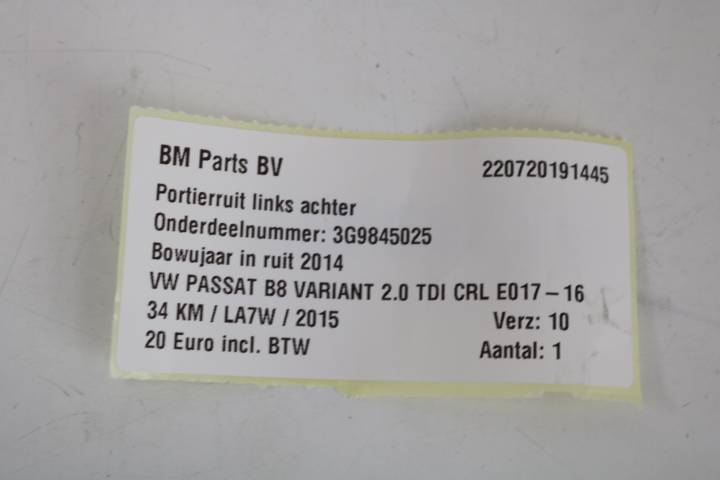 BM Parts BV 220720191445
Portierruit links achter
Onderdeelnummer: 3G9845025
Bowujaar in ruit 2014
VW PASSAT B8 VARIANT 2.0 TDI CRL E017-16
34 KM / LA7W / 2015 Verz: 10
20 Euro incl. BTW Aantal: 1